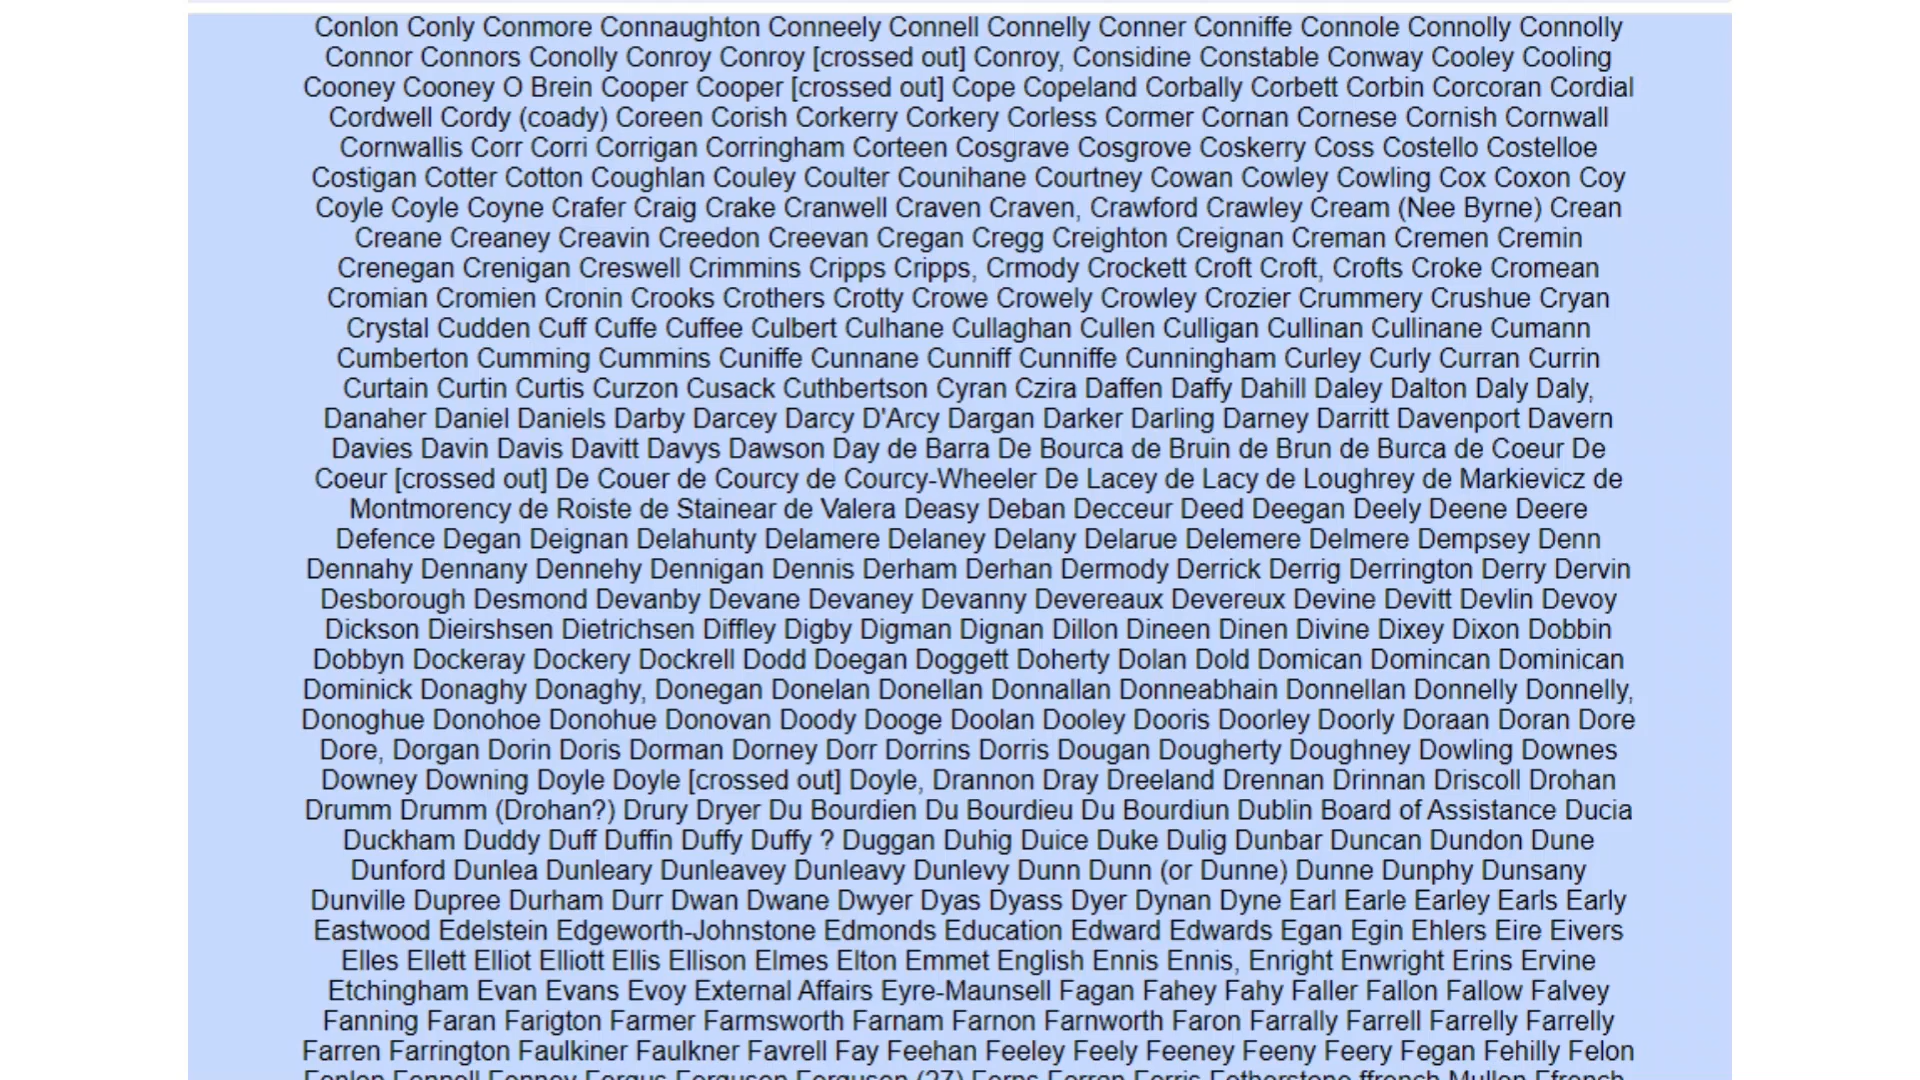 Conlon Conly Conmore Connaughton Conneely Connell Connelly Conner Conniffe Connole Connolly Connolly
Connor Connors Conolly Conroy Conroy [crossed out] Conroy, Considine Constable Conway Cooley Cooling
Cooney Cooney O Brein Cooper Cooper [crossed out] Cope Copeland Corbally Corbett Corbin Corcoran Cordial
Cordwell Cordy (coady) Coreen Corish Corkerry Corkery Corless Cormer Cornan Cornese Cornish Cornwall
Cornwallis Corr Corri Corrigan Corringham Corteen Cosgrave Cosgrove Coskerry Coss Costello Costelloe
Costigan Cotter Cotton Coughlan Couley Coulter Counihane Courtney Cowan Cowley Cowling Cox Coxon Coy
Coyle Coyle Coyne Crafer Craig Crake Cranwell Craven Craven, Crawford Crawley Cream (Nee Byrne) Crean
Creane Creaney Creavin Creedon Creevan Cregan Cregg Creighton Creignan Creman Cremen Cremin
Crenegan Crenigan Creswell Crimmins Cripps Cripps, Crmody Crockett Croft Croft, Crofts Croke Cromean
Cromian Cromien Cronin Crooks Crothers Crotty Crowe Crowely Crowley Crozier Crummery Crushue Cryan
Crystal Cudden Cuff Cuffe Cuffee Culbert Culhane Cullaghan Cullen Culligan Cullinan Cullinane Cumann
Cumberton Cumming Cummins Cuniffe Cunnane Cunniff Cunniffe Cunningham Curley Curly Curran Currin
Curtain Curtin Curtis Curzon Cusack Cuthbertson Cyran Czira Daffen Daffy Dahill Daley Dalton Daly Daly,
Danaher Daniel Daniels Darby Darcey Darcy D'Arcy Dargan Darker Darling Darney Darritt Davenport Davern
Davies Davin Davis Davitt Davys Dawson Day de Barra De Bourca de Bruin de Brun de Burca de Coeur De
Coeur [crossed out] De Couer de Courcy de Courcy-Wheeler De Lacey de Lacy de Loughrey de Markievicz de
Montmorency de Roiste de Stainear de Valera Deasy Deban Decceur Deed Deegan Deely Deene Deere
Defence Degan Deignan Delahunty Delamere Delaney Delany Delarue Delemere Delmere Dempsey Denn
Dennahy Dennany Dennehy Dennigan Dennis Derham Derhan Dermody Derrick Derrig Derrington Derry Dervin
Desborough Desmond Devanby Devane Devaney Devanny Devereaux Devereux Devine Devitt Devlin Devoy
Dickson Dieirshsen Dietrichsen Diffley Digby Digman Dignan Dillon Dineen Dinen Divine Dixey Dixon Dobbin
Dobbyn Dockeray Dockery Dockrell Dodd Doegan Doggett Doherty Dolan Dold Domican Domincan Dominican
Dominick Donaghy Donaghy, Donegan Donelan Donellan Donnallan Donneabhain Donnellan Donnelly Donnelly,
Donoghue Donohoe Donohue Donovan Doody Dooge Doolan Dooley Dooris Doorley Doorly Doraan Doran Dore
Dore, Dorgan Dorin Doris Dorman Dorney Dorr Dorrins Dorris Dougan Dougherty Doughney Dowling Downes
Downey Downing Doyle Doyle [crossed out] Doyle, Drannon Dray Dreeland Drennan Drinnan Driscoll Drohan
Drumm Drumm (Drohan?) Drury Dryer Du Bourdien Du Bourdieu Du Bourdiun Dublin Board of Assistance Ducia
Duckham Duddy Duff Duffin Duffy Duffy ? Duggan Duhig Duice Duke Dulig Dunbar Duncan Dundon Dune
Dunford Dunlea Dunleary Dunleavey Dunleavy Dunlevy Dunn Dunn (or Dunne) Dunne Dunphy Dunsany
Dunville Dupree Durham Durr Dwan Dwane Dwyer Dyas Dyass Dyer Dynan Dyne Earl Earle Earley Earls Early
Eastwood Edelstein Edgeworth-Johnstone Edmonds Education Edward Edwards Egan Egin Ehlers Eire Eivers
Elles Ellett Elliot Elliott Ellis Ellison Elmes Elton Emmet English Ennis Ennis, Enright Enwright Erins Ervine
Etchingham Evan Evans Evoy External Affairs Eyre-Maunsell Fagan Fahey Fahy Faller Fallon Fallow Falvey
Fanning Faran Farigton Farmer Farmsworth Farnam Farnon Farnworth Faron Farrally Farrell Farrelly Farrelly
Farren Farrington Faulkiner Faulkner Favrell Fay Feehan Feeley Feely Feeney Feeny Feery Fegan Fehilly Felon